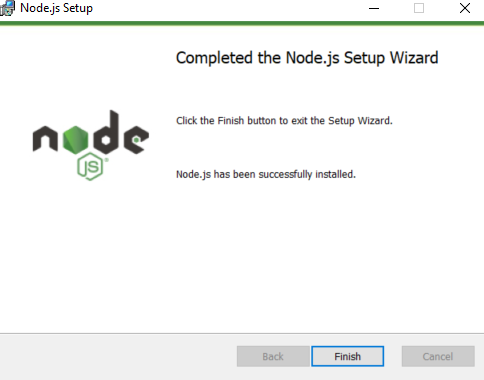 Node.js Setup
Completed the Node.js Setup Wizard
Click the Finish button to exit the Setup Wizard.
node
JS
Node.js has been successfully installed.
Back
Finish
Cancel